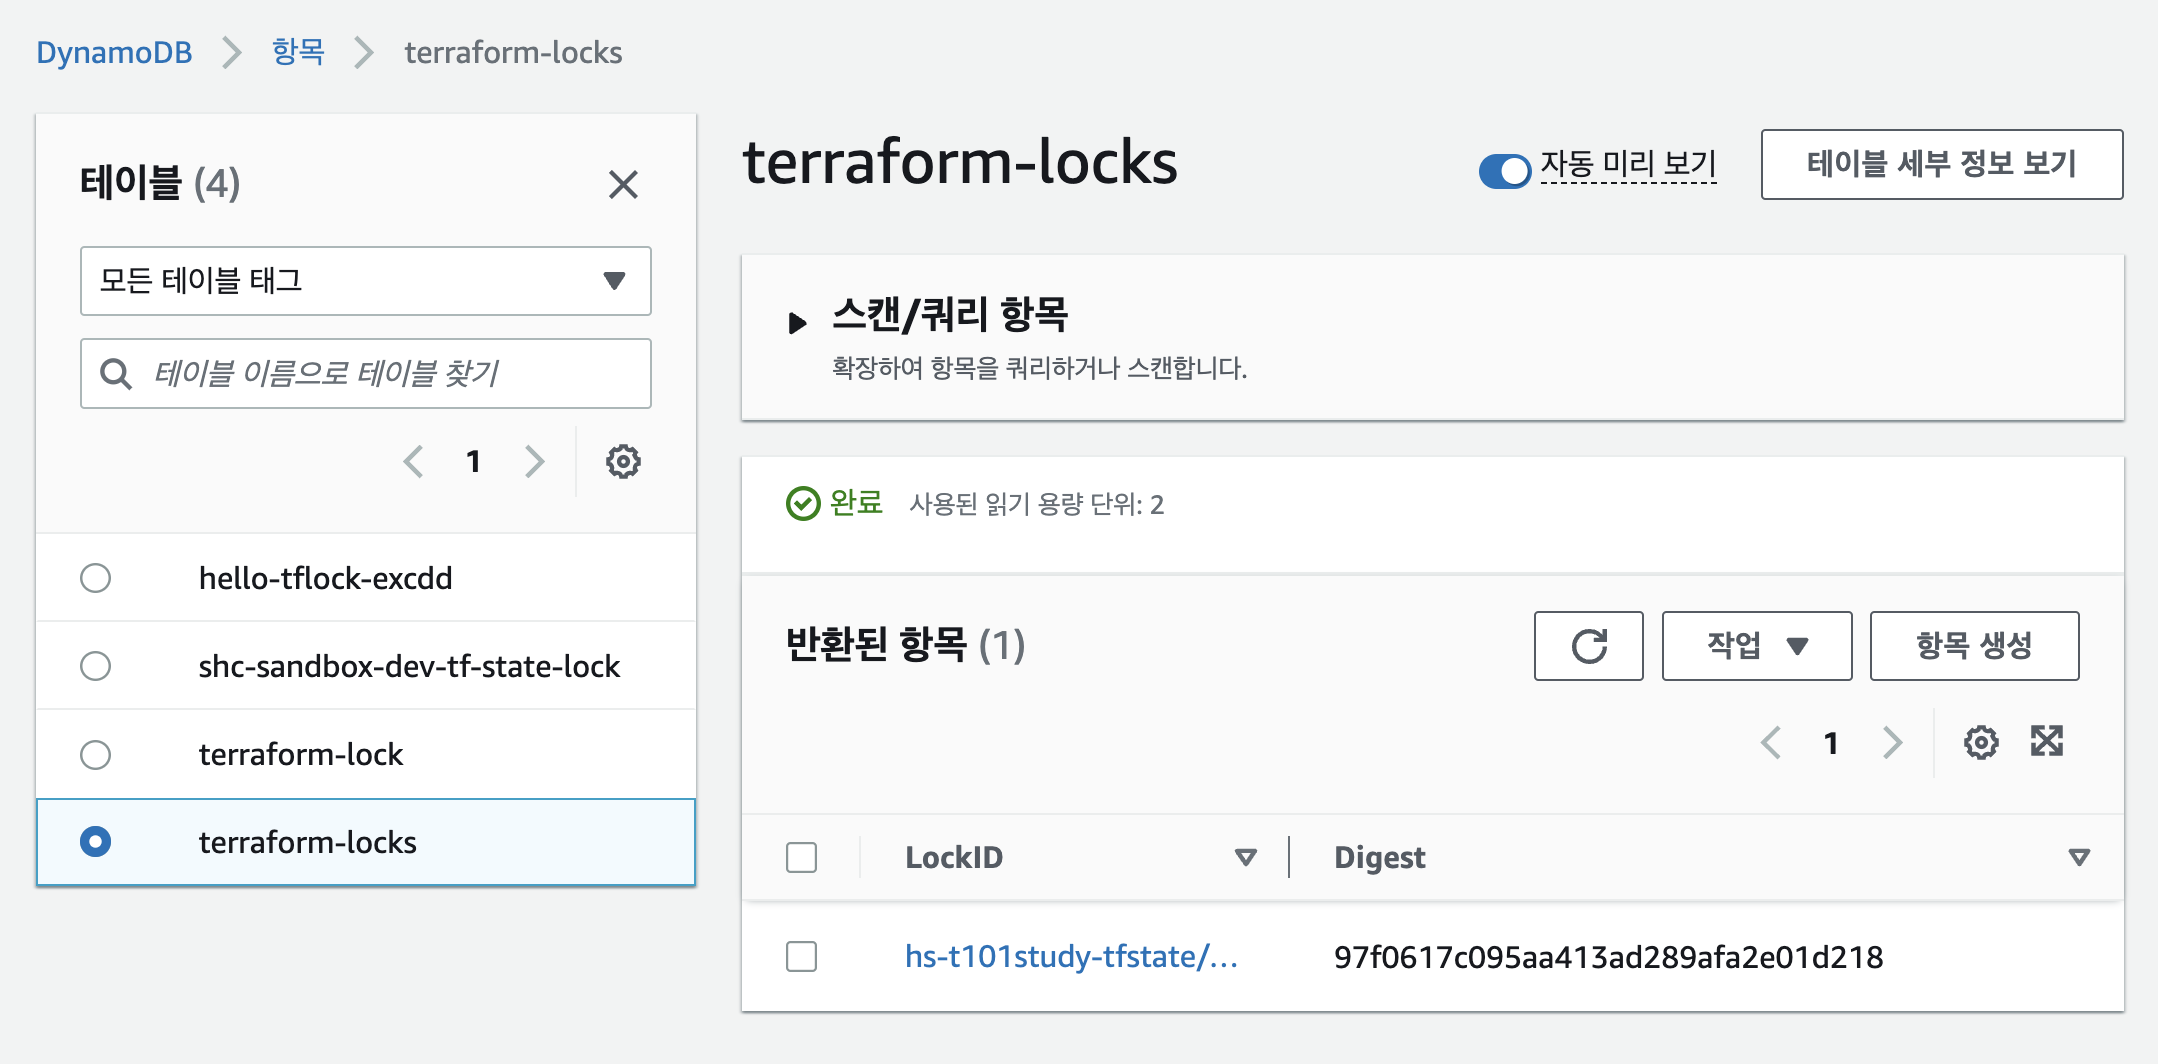 DynamoDB > 항목 > terraform-locks
테이블 (4)
모든 테이블 태그
테이블 이름으로 테이블 찾기
1
hello-tflock-excdd
shc-sandbox-dev-tf-state-lock
terraform-lock
terraform-locks
terraform-locks
자동 미리 보기
테이블 세부 정보 보기
스캔/쿼리 항목
확장하여 항목을 쿼리하거나 스캔합니다.
완료 사용된 읽기 용량 단위: 2
반환된 항목 (1)
작업
항목 생성
1
LockID Digest
hs-t101study-tfstate/... 97f0617c095aa413ad289afa2e01d218